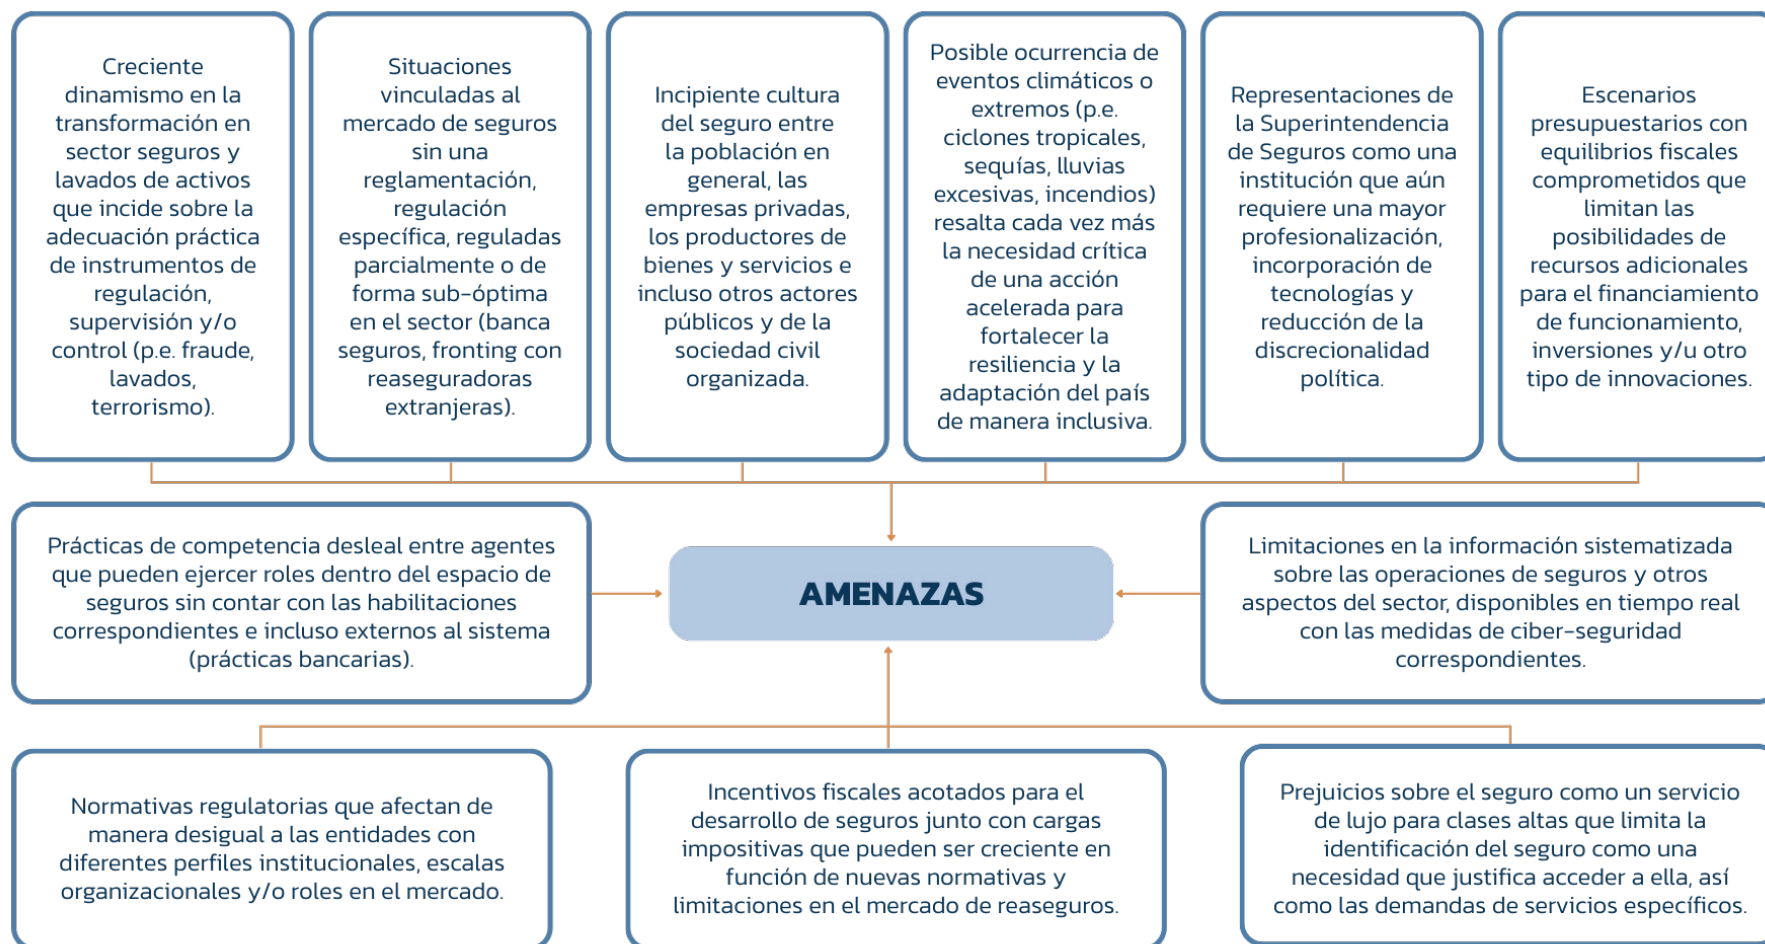 Creciente
dinamismo en la
transformación en
sector seguros y
lavados de activos
que incide sobre la
adecuación práctica
de instrumentos de
regulación,
supervisión y/o
control (p.e. fraude,
lavados,
terrorismo).
Situaciones
vinculadas al
mercado de seguros
sin una
reglamentación,
regulación
específica, reguladas
parcialmente o de
forma sub-óptima
en el sector (banca
seguros, fronting con
reaseguradoras
extranjeras).
Incipiente cultura
del seguro entre
la población en
general, las
empresas privadas,
los productores de
bienes y servicios e
incluso otros actores
públicos y de la
sociedad civil
organizada.
Posible ocurrencia de
eventos climáticos o
extremos (p.e.
ciclones tropicales,
sequías, lluvias
excesivas, incendios)
resalta cada vez más
la necesidad crítica
de una acción
acelerada para
fortalecer la
resiliencia y la
adaptación del país
de manera inclusiva.
Representaciones de
la Superintendencia
de Seguros como una
institución que aún
requiere una mayor
profesionalización,
incorporación de
tecnologías y
reducción de la
discrecionalidad
política.
Escenarios
presupuestarios con
equilibrios fiscales
comprometidos que
limitan las
posibilidades de
recursos adicionales
para el financiamiento
de funcionamiento,
inversiones y/u otro
tipo de innovaciones.
Prácticas de competencia desleal entre agentes
que pueden ejercer roles dentro del espacio de
seguros sin contar con las habilitaciones
correspondientes e incluso externos al sistema
(prácticas bancarias).
AMENAZAS
Limitaciones en la información sistematizada
sobre las operaciones de seguros y otros
aspectos del sector, disponibles en tiempo real
con las medidas de ciber-seguridad
correspondientes.
Normativas regulatorias que afectan de
manera desigual a las entidades con
diferentes perfiles institucionales, escalas
organizacionales y/o roles en el mercado.
Incentivos fiscales acotados para el
desarrollo de seguros junto con cargas
impositivas que pueden ser creciente en
función de nuevas normativas y
limitaciones en el mercado de reaseguros.
Prejuicios sobre el seguro como un servicio
de lujo para clases altas que limita la
identificación del seguro como una
necesidad que justifica acceder a ella, así
como las demandas de servicios específicos.